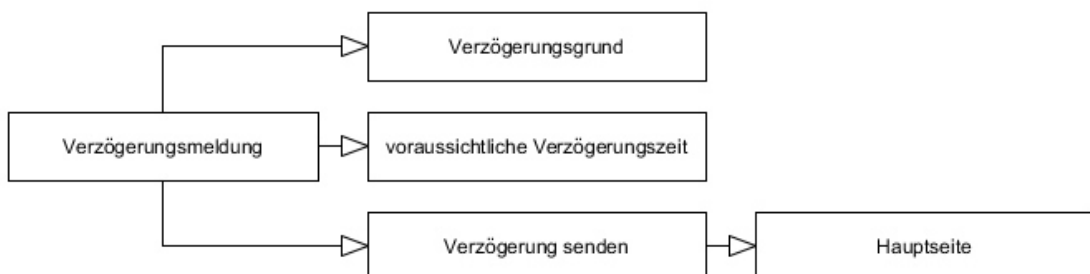 Verzögerungsgrund
Verzögerungsmeldung
voraussichtliche Verzögerungszeit
Verzögerung senden
Hauptseite